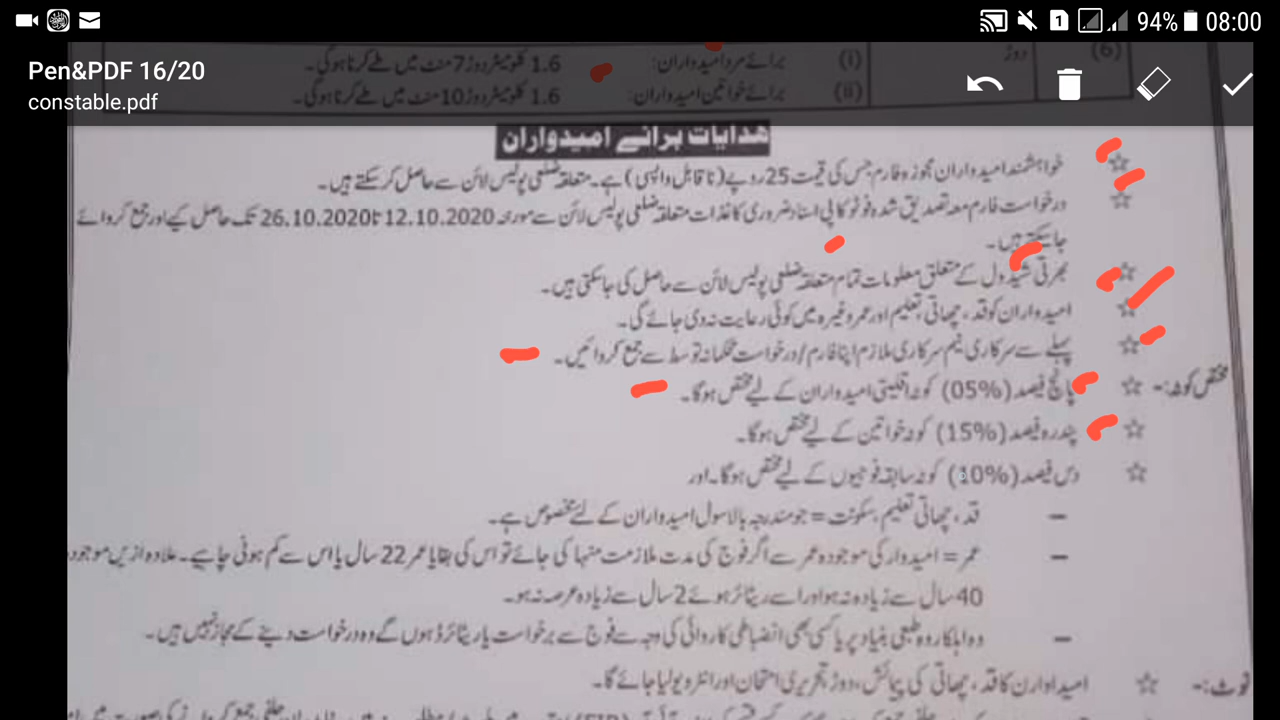 94% 08:00
Pen&PDF 16/20
constable.pdf
(6) دوڑ (i) برائے مرد امیدواران: 1.6 کلومیٹر دوڑ 7 منٹ میں طے کرنا ہوگی۔
(ii) برائے خواتین امیدواران: 1.6 کلومیٹر دوڑ 10 منٹ میں طے کرنا ہوگی۔
ھدایات برائے امیدواران
☆ خواہشمند امیدواران مجوزہ فارم جس کی قیمت 25 روپے (ناقابل واپسی) ہے۔ متعلقہ ضلعی پولیس لائن سے حاصل کر سکتے ہیں۔
☆ درخواست فارم معہ تصدیق شدہ فوٹو کاپی اسناد ضروری کاغذات متعلقہ ضلعی پولیس لائن سے مورخہ 12.10.2020 تا 26.10.2020 تک حاصل کیے اور جمع کروائے
جاسکتے ہیں۔
☆ بھرتی شیڈول کے متعلق معلومات تمام متعلقہ ضلعی پولیس لائن سے حاصل کی جاسکتی ہیں۔
☆ امیدواران کو قد، چھاتی، تعلیم اور عمر وغیرہ میں کوئی رعایت نہ دی جائے گی۔
☆ پہلے سے سرکاری نیم سرکاری ملازم اپنا فارم/درخواست محکمانہ توسط سے جمع کروائیں۔
مختص کوٹہ:- ☆ پانچ فیصد (05%) کوٹہ اقلیتی امیدواران کے لیے مختص ہوگا۔
☆ پندرہ فیصد (15%) کوٹہ خواتین کے لیے مختص ہوگا۔
☆ دس فیصد (10%) کوٹہ سابقہ فوجیوں کے لیے مختص ہوگا۔ اور
– قد، چھاتی تعلیم، سکونت = جو مندرجہ بالا سول امیدواران کے لئے مخصوص ہے۔
– عمر = امیدوار کی موجودہ عمر سے اگر فوج کی مدت ملازمت منہا کی جائے تو اس کی بقایا عمر 22 سال یا اس سے کم ہونی چاہیے۔ علاوہ ازیں موجودہ
40 سال سے زیادہ نہ ہو اور اسے ریٹائر ہوئے 2 سال سے زیادہ عرصہ نہ ہو۔
– وہ اہلکار وہ طبعی بنیاد پر یا کسی بھی انضباطی کاروائی کی وجہ سے فوج سے برخواست یا ریٹائرڈ ہوں گے وہ درخواست دینے کے مجاز نہیں ہیں۔
نوٹ:- ☆ امیدوارن کا قد، چھاتی کی پیمائش، دوڑ، تحریری امتحان اور انٹرویو لیا جائے گا۔